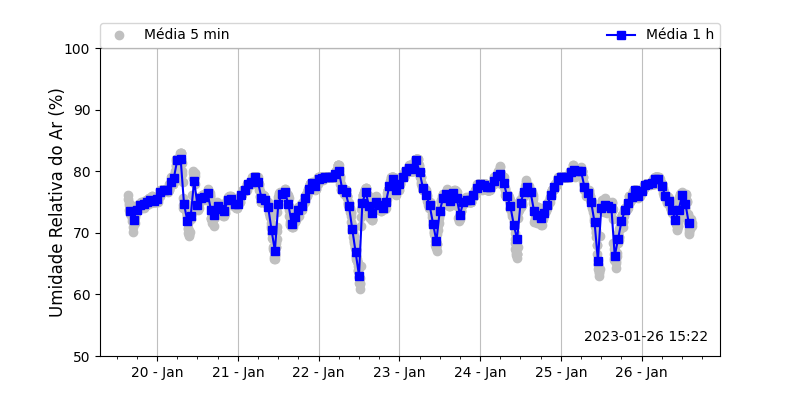 Média 5 min
Média 1 h
Umidade Relativa do Ar (%)
100
90
80
70
60
50
2023-01-26 15:22
20 - Jan
21 - Jan
22 - Jan
23 - Jan
24 - Jan
25 - Jan
26 - Jan